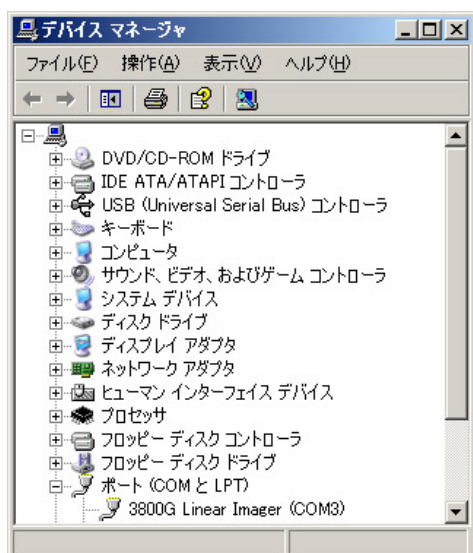 デバイス マネージャ
ファイル(F) 操作(A) 表示(V) ヘルプ(H)
DVD/CD-ROM ドライブ
IDE ATA/ATAPI コントローラ
USB (Universal Serial Bus) コントローラ
キーボード
コンピュータ
サウンド、ビデオ、およびゲーム コントローラ
システム デバイス
ディスク ドライブ
ディスプレイ アダプタ
ネットワーク アダプタ
ヒューマン インターフェイス デバイス
プロセッサ
フロッピー ディスク コントローラ
フロッピー ディスク ドライブ
ポート (COM と LPT)
3800G Linear Imager (COM3)